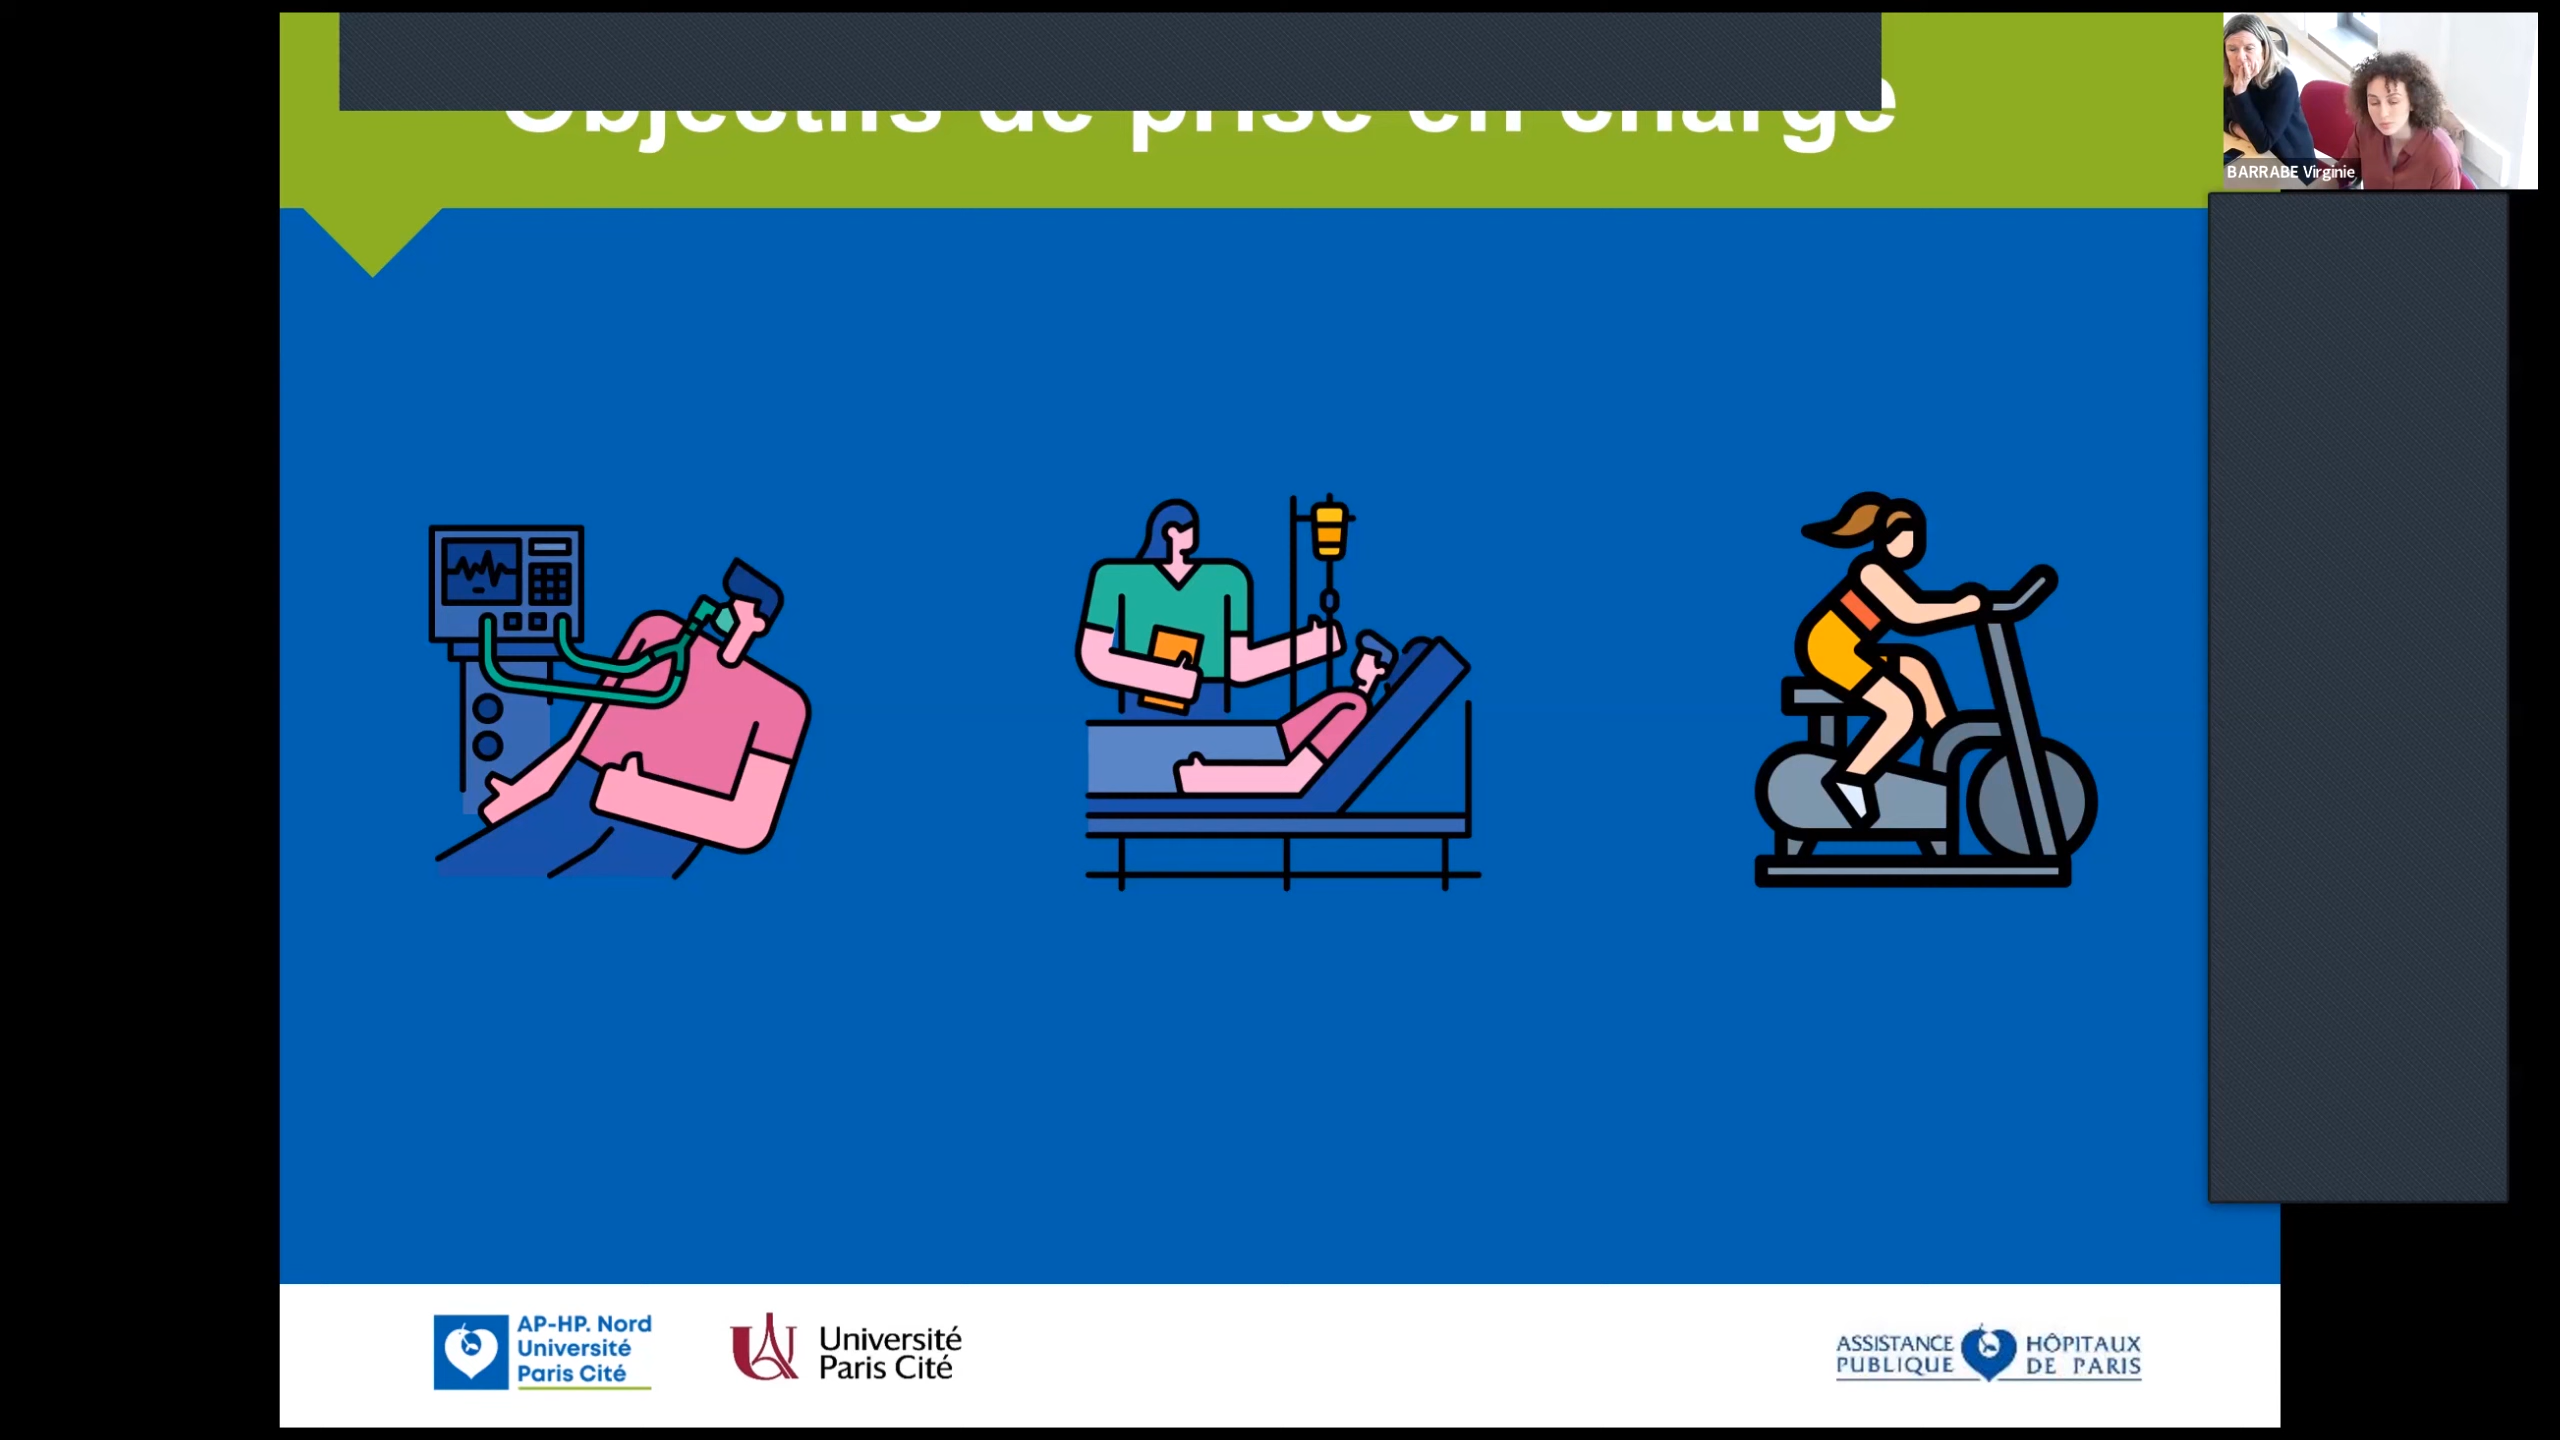 Objectifs de prise en charge
BARRABE Virginie
AP-HP. Nord
Université
Paris Cité
Université
Paris Cité
ASSISTANCE HÔPITAUX
PUBLIQUE DE PARIS